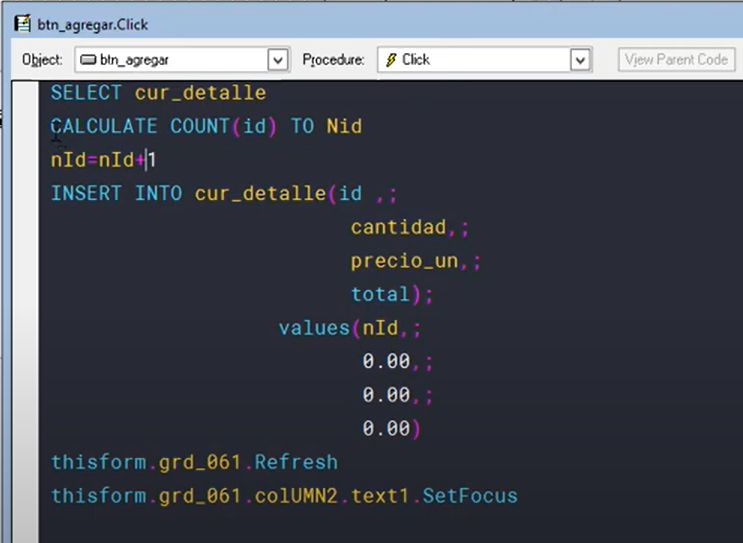 btn_agregar.Click
Object: btn_agregar Procedure: Click View Parent Code
SELECT cur_detalle
CALCULATE COUNT(id) TO Nid
nId=nId+1
INSERT INTO cur_detalle(id ,;
cantidad,;
precio_un,;
total);
values(nId,;
0.00,;
0.00,;
0.00)
thisform.grd_061.Refresh
thisform.grd_061.colUMN2.text1.SetFocus